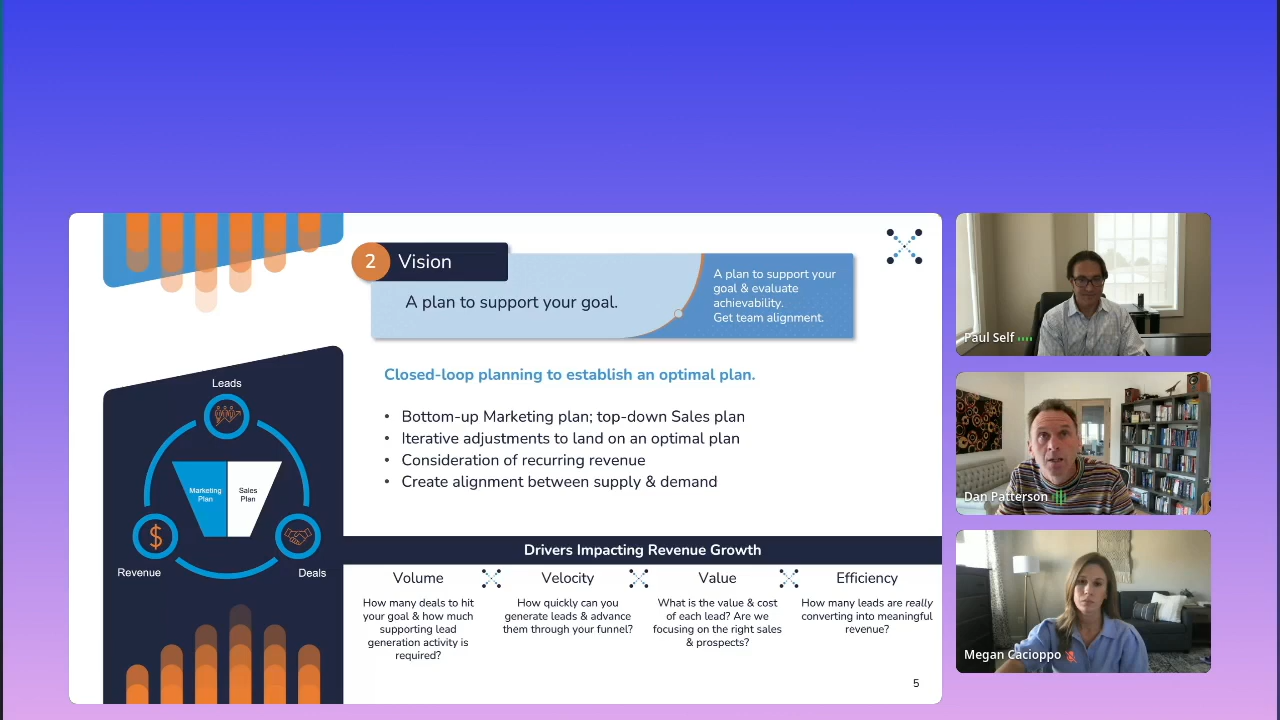 2
Vision
A plan to support your goal.
A plan to support your
goal & evaluate
achievability.
Get team alignment.
Closed-loop planning to establish an optimal plan.
• Bottom-up Marketing plan; top-down Sales plan
• Iterative adjustments to land on an optimal plan
• Consideration of recurring revenue
• Create alignment between supply & demand
Leads
Marketing
Plan
Sales
Plan
$
Revenue
Deals
Drivers Impacting Revenue Growth
Volume
How many deals to hit
your goal & how much
supporting lead
generation activity is
required?
Velocity
How quickly can you
generate leads & advance
them through your funnel?
Value
What is the value & cost
of each lead? Are we
focusing on the right sales
& prospects?
Efficiency
How many leads are really
converting into meaningful
revenue?
5
Paul Self
Dan Patterson
Megan Cacioppo